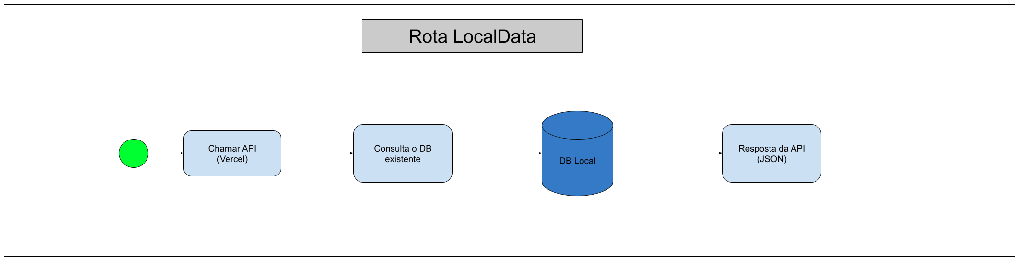 Rota LocalData
Chamar API
(Vercel)
Consulta o DB
existente
DB Local
Resposta da API
(JSON)